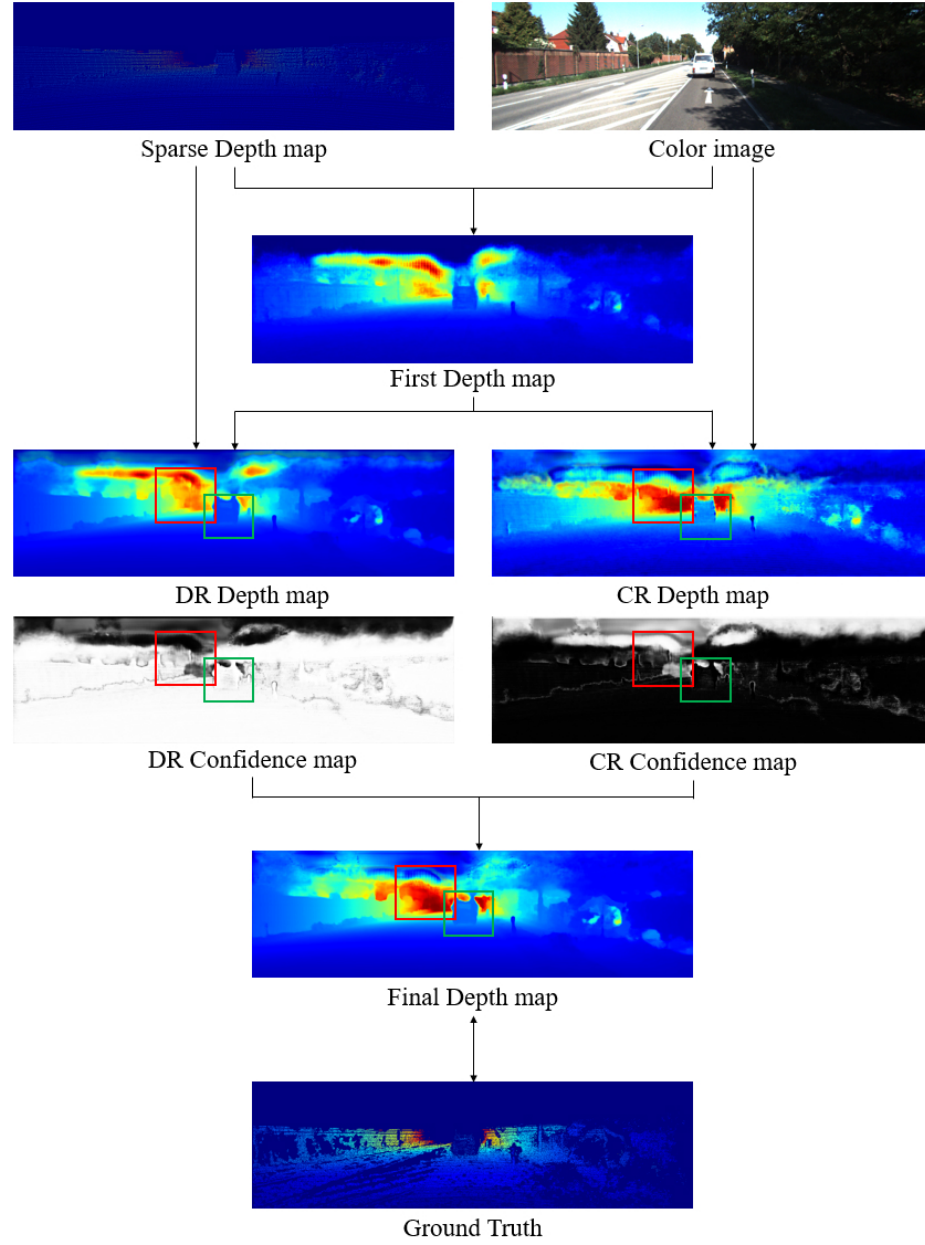 Sparse Depth map
Color image
First Depth map
DR Depth map
CR Depth map
DR Confidence map
CR Confidence map
Final Depth map
Ground Truth